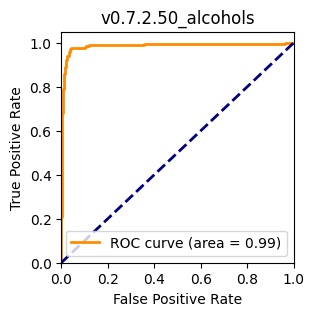 v0.7.2.50_alcohols
True Positive Rate
1.0
0.8
0.6
0.4
0.2
0.0
ROC curve (area = 0.99)
0.0 0.2 0.4 0.6 0.8 1.0
False Positive Rate